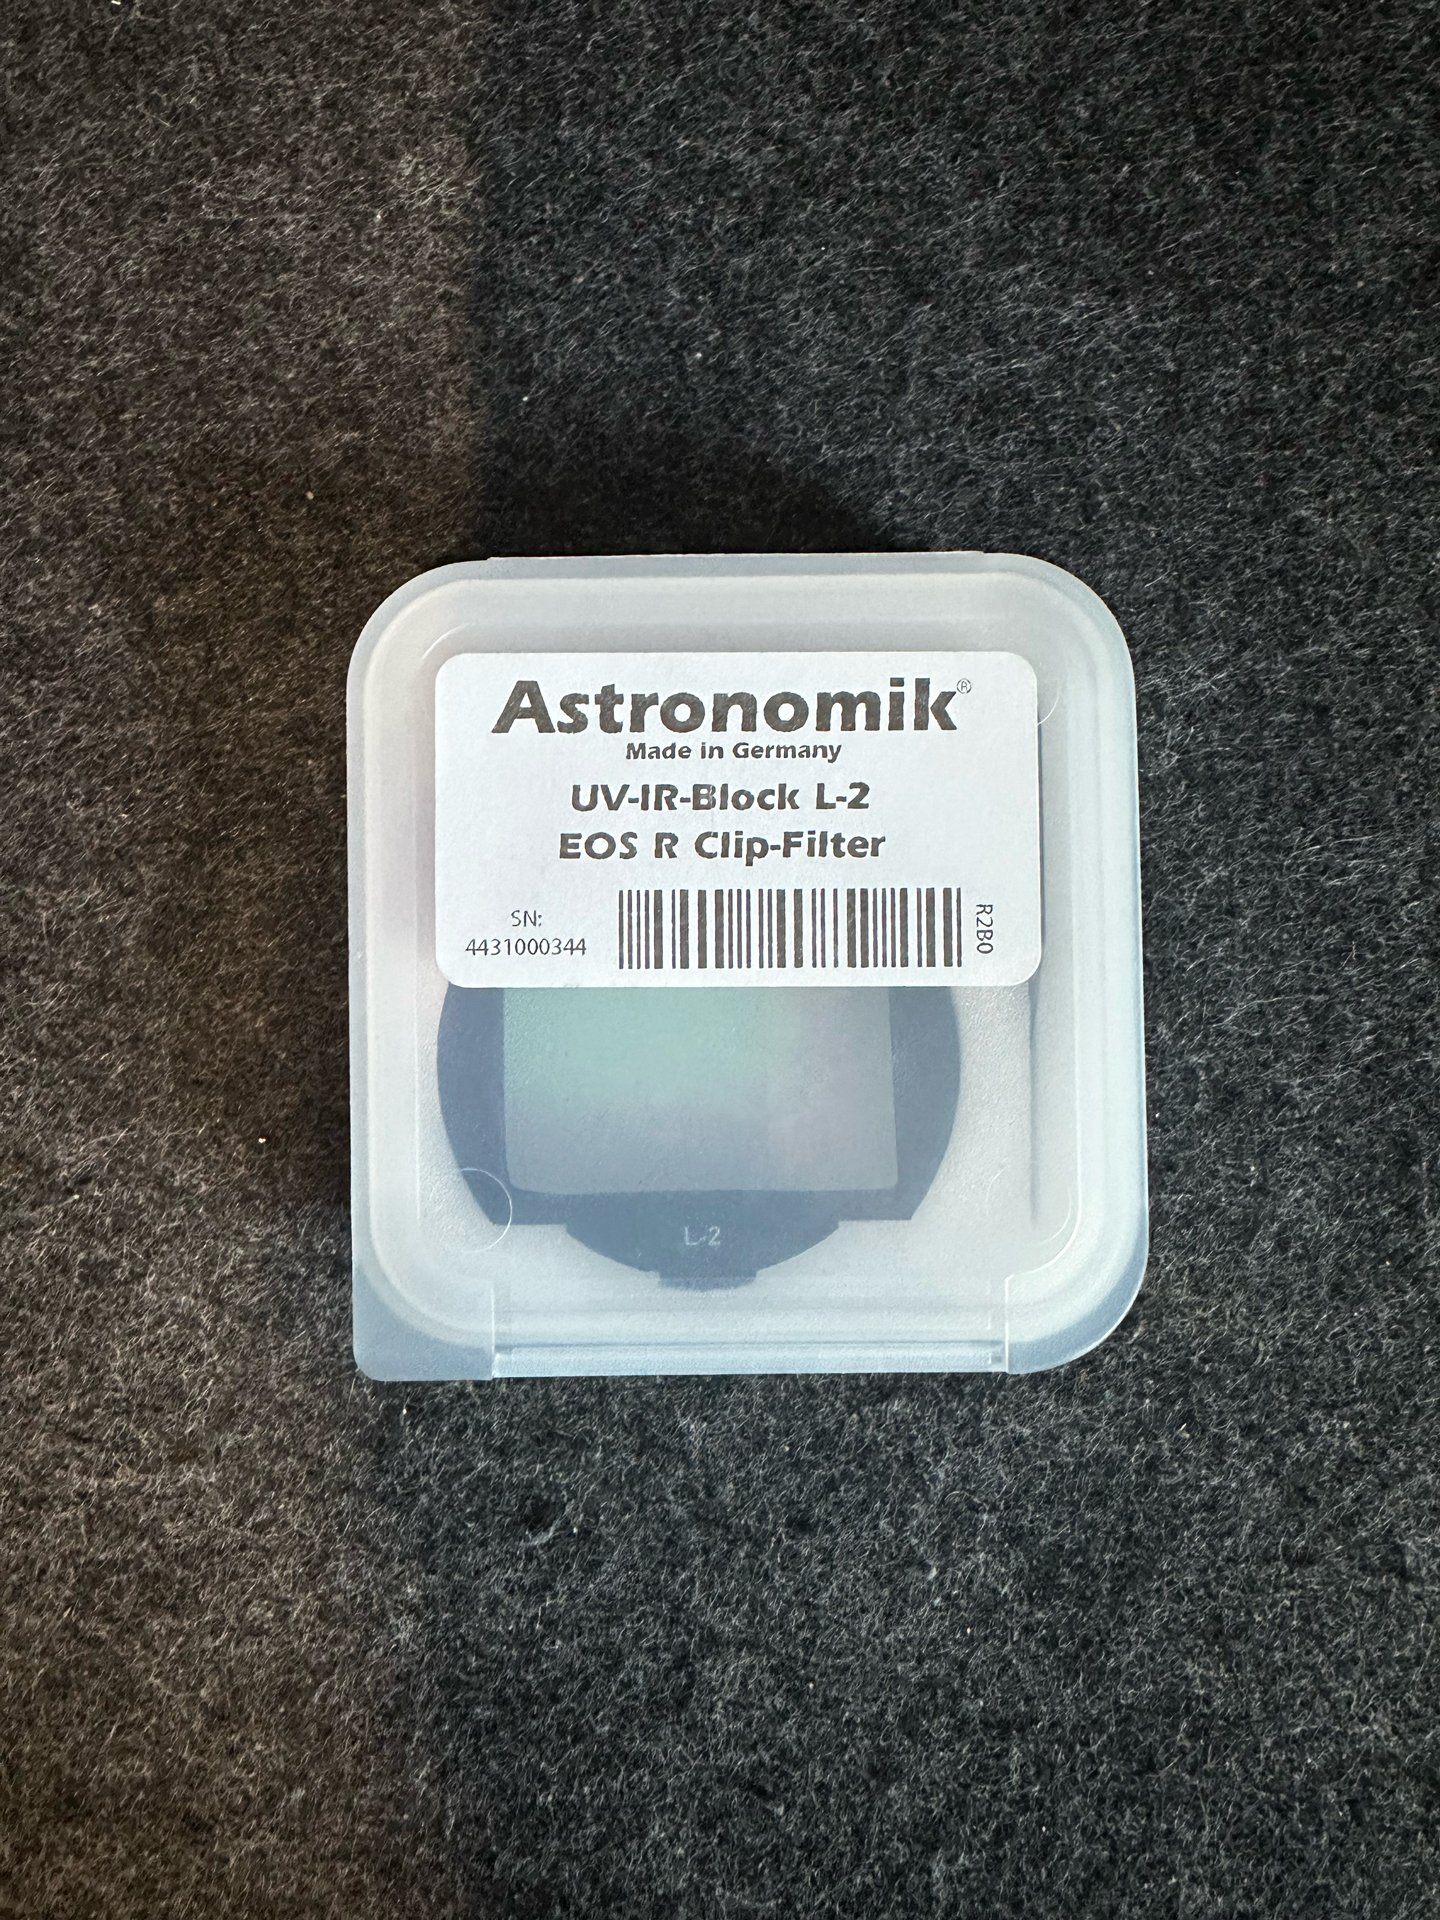 Astronomik®
Made in Germany
UV-IR-Block L-2
EOS R Clip-Filter
SN:
4431000344
R2B0
L-2